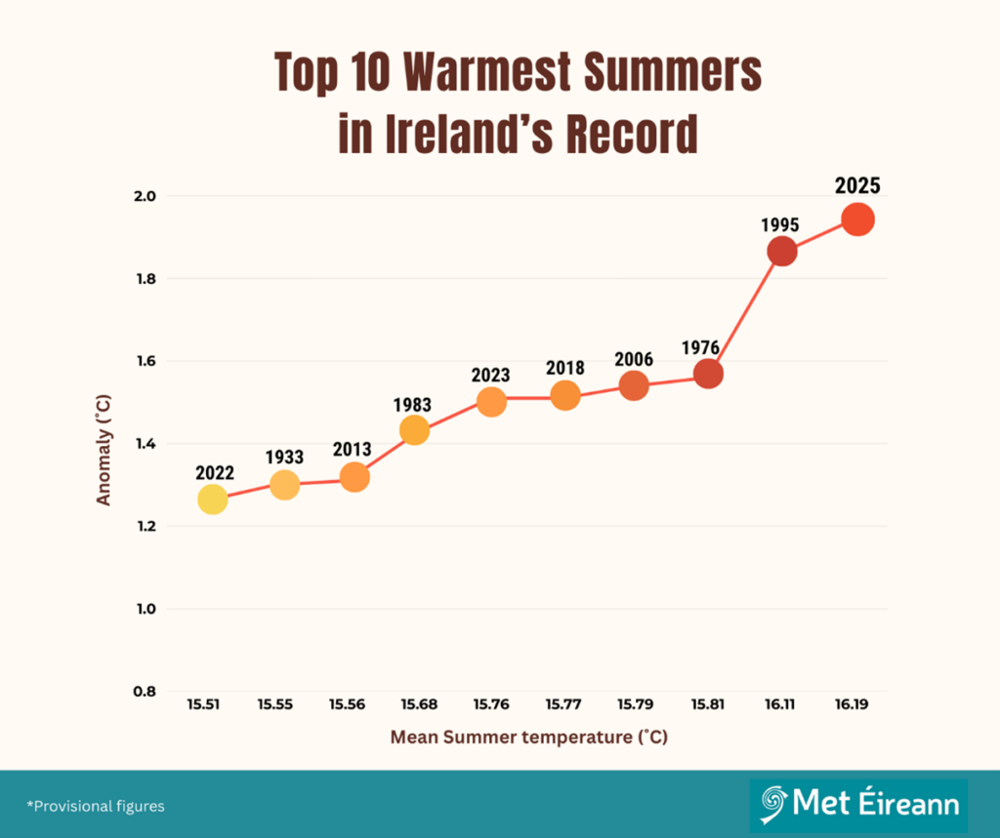 Top 10 Warmest Summers
in Ireland's Record
2.0
1.8
1.6
1.4
1.2
1.0
0.8
Anomaly (˚C)
2022
1933
2013
1983
2023
2018
2006
1976
1995
2025
15.51 15.55 15.56 15.68 15.76 15.77 15.79 15.81 16.11 16.19
Mean Summer temperature (˚C)
*Provisional figures
Met Éireann